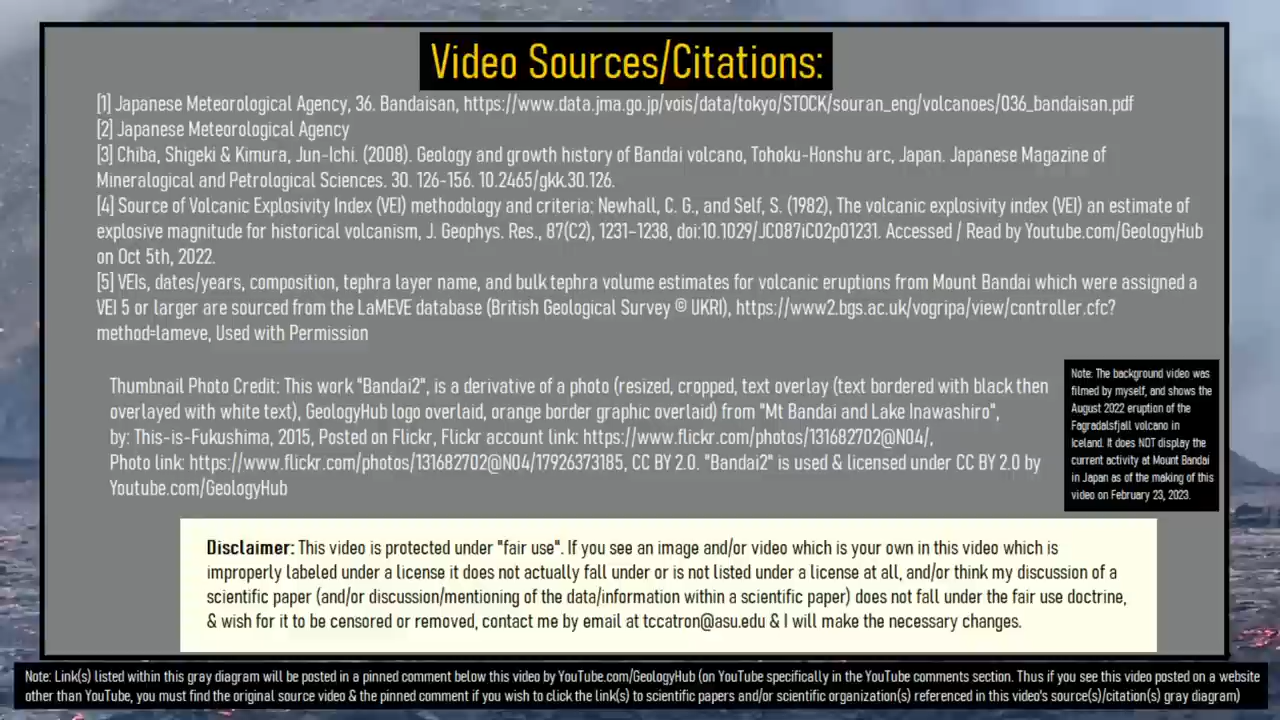 Video Sources/Citations:
[1] Japanese Meteorological Agency, 36. Bandaisan, https://www.data.jma.go.jp/vois/data/tokyo/STOCK/souran_eng/volcanoes/036_bandaisan.pdf
[2] Japanese Meteorological Agency
[3] Chiba, Shigeki & Kimura, Jun-Ichi. (2008). Geology and growth history of Bandai volcano, Tohoku-Honshu arc, Japan. Japanese Magazine of
Mineralogical and Petrological Sciences. 30. 126-156. 10.2465/gkk.30.126.
[4] Source of Volcanic Explosivity Index (VEI) methodology and criteria: Newhall, C. G., and Self, S. (1982), The volcanic explosivity index (VEI) an estimate of
explosive magnitude for historical volcanism, J. Geophys. Res., 87(C2), 1231–1238, doi:10.1029/JC087iC02p01231. Accessed / Read by Youtube.com/GeologyHub
on Oct 5th, 2022.
[5] VEIs, dates/years, composition, tephra layer name, and bulk tephra volume estimates for volcanic eruptions from Mount Bandai which were assigned a
VEI 5 or larger are sourced from the LaMEVE database (British Geological Survey © UKRI), https://www2.bgs.ac.uk/vogripa/view/controller.cfc?
method=lameve, Used with Permission
Thumbnail Photo Credit: This work "Bandai2", is a derivative of a photo (resized, cropped, text overlay (text bordered with black then
overlayed with white text), GeologyHub logo overlaid, orange border graphic overlaid) from "Mt Bandai and Lake Inawashiro",
by: This-is-Fukushima, 2015, Posted on Flickr, Flickr account link: https://www.flickr.com/photos/131682702@N04/,
Photo link: https://www.flickr.com/photos/131682702@N04/17926373185, CC BY 2.0. "Bandai2" is used & licensed under CC BY 2.0 by
Youtube.com/GeologyHub
Note: The background video was
filmed by myself, and shows the
August 2022 eruption of the
Fagradalsfjall volcano in
Iceland. It does NOT display the
current activity at Mount Bandai
in Japan as of the making of this
video on February 23, 2023.
Disclaimer: This video is protected under "fair use". If you see an image and/or video which is your own in this video which is
improperly labeled under a license it does not actually fall under or is not listed under a license at all, and/or think my discussion of a
scientific paper (and/or discussion/mentioning of the data/information within a scientific paper) does not fall under the fair use doctrine,
& wish for it to be censored or removed, contact me by email at tccatron@asu.edu & I will make the necessary changes.
Note: Link(s) listed within this gray diagram will be posted in a pinned comment below this video by YouTube.com/GeologyHub (on YouTube specifically in the YouTube comments section. Thus if you see this video posted on a website
other than YouTube, you must find the original source video & the pinned comment if you wish to click the link(s) to scientific papers and/or scientific organization(s) referenced in this video's source(s)/citation(s) gray diagram)